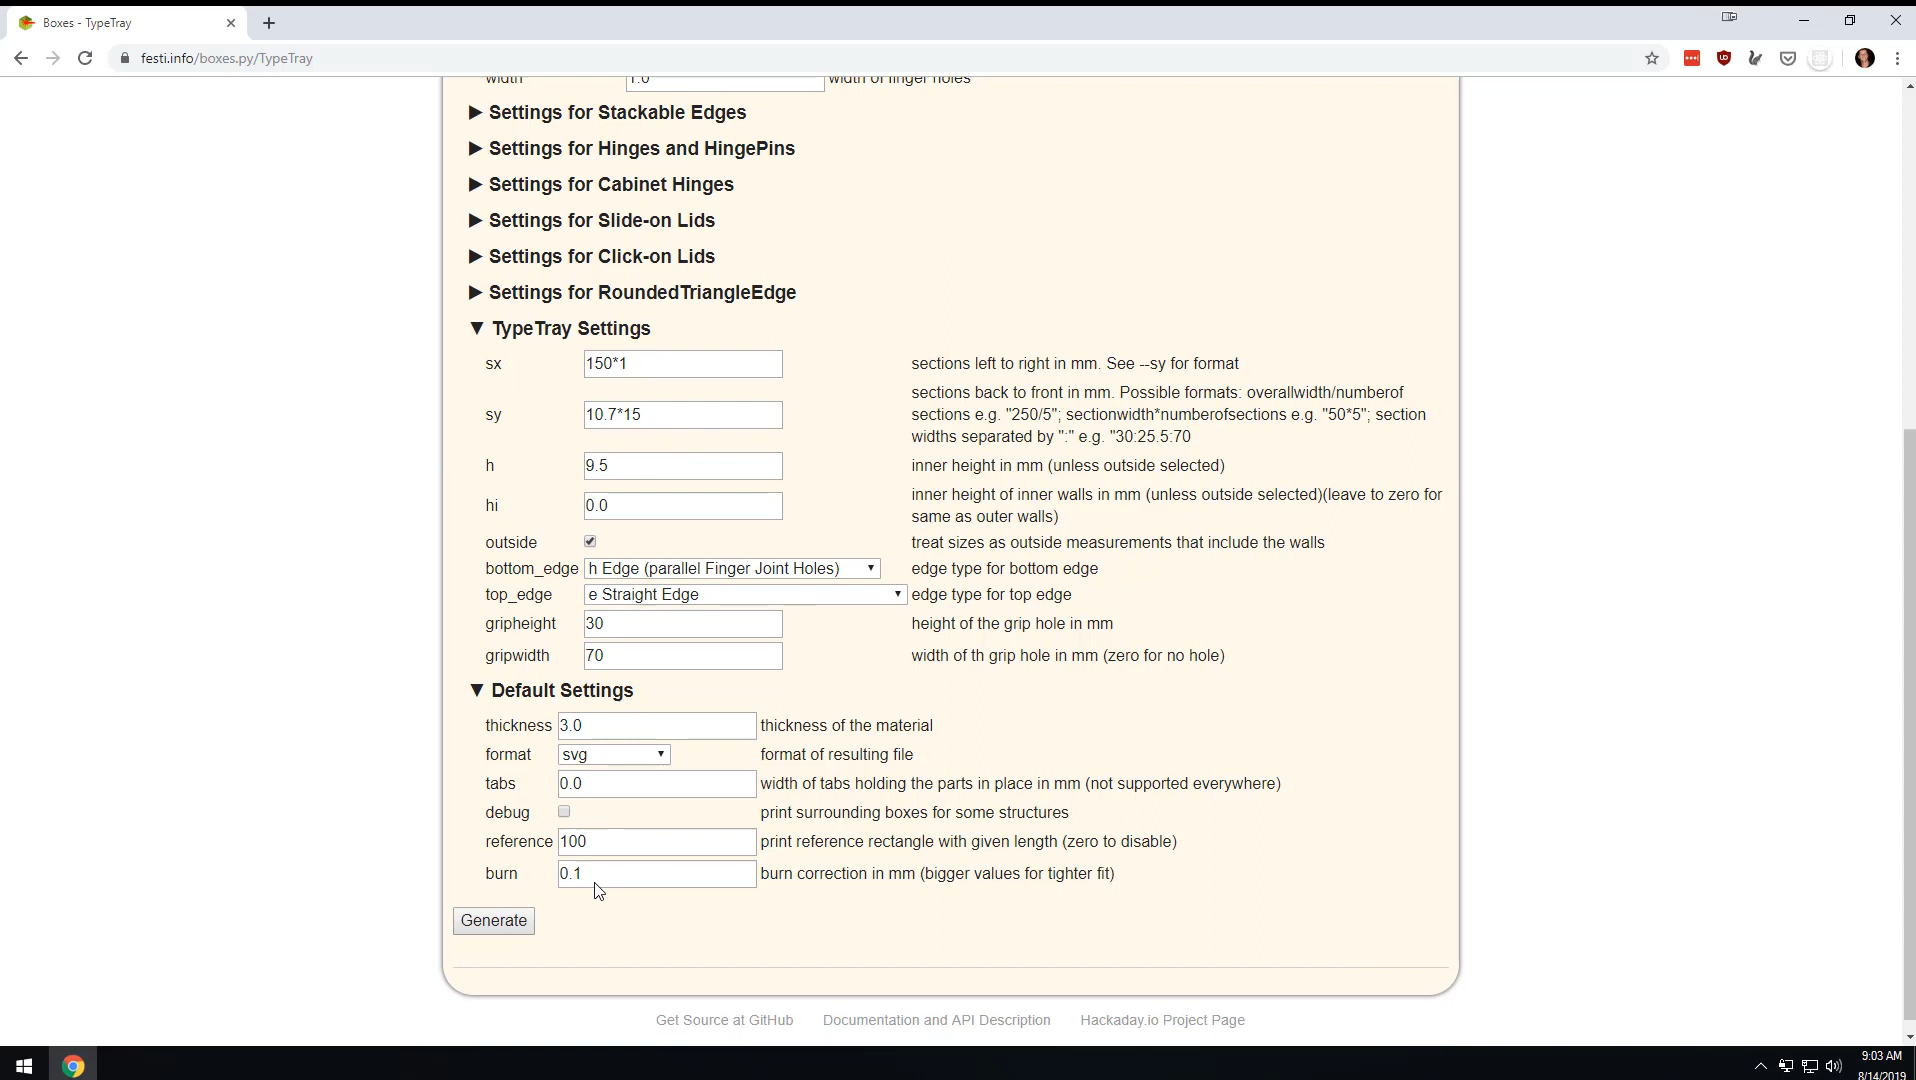 Boxes - TypeTray
festi.info/boxes.py/TypeTray
width 1.0 width of finger holes
▶ Settings for Stackable Edges
▶ Settings for Hinges and HingePins
▶ Settings for Cabinet Hinges
▶ Settings for Slide-on Lids
▶ Settings for Click-on Lids
▶ Settings for RoundedTriangleEdge
▼ TypeTray Settings
sx 150*1 sections left to right in mm. See --sy for format
sections back to front in mm. Possible formats: overallwidth/numberof
sy 10.7*15 sections e.g. "250/5"; sectionwidth*numberofsections e.g. "50*5"; section
widths separated by ":" e.g. "30:25.5:70
h 9.5 inner height in mm (unless outside selected)
inner height of inner walls in mm (unless outside selected)(leave to zero for
hi 0.0
same as outer walls)
outside treat sizes as outside measurements that include the walls
bottom_edge h Edge (parallel Finger Joint Holes) edge type for bottom edge
top_edge e Straight Edge edge type for top edge
gripheight 30 height of the grip hole in mm
gripwidth 70 width of th grip hole in mm (zero for no hole)
▼ Default Settings
thickness 3.0 thickness of the material
format svg format of resulting file
tabs 0.0 width of tabs holding the parts in place in mm (not supported everywhere)
debug print surrounding boxes for some structures
reference 100 print reference rectangle with given length (zero to disable)
burn 0.1 burn correction in mm (bigger values for tighter fit)
Generate
Get Source at GitHub Documentation and API Description Hackaday.io Project Page
9:03 AM
8/14/2019